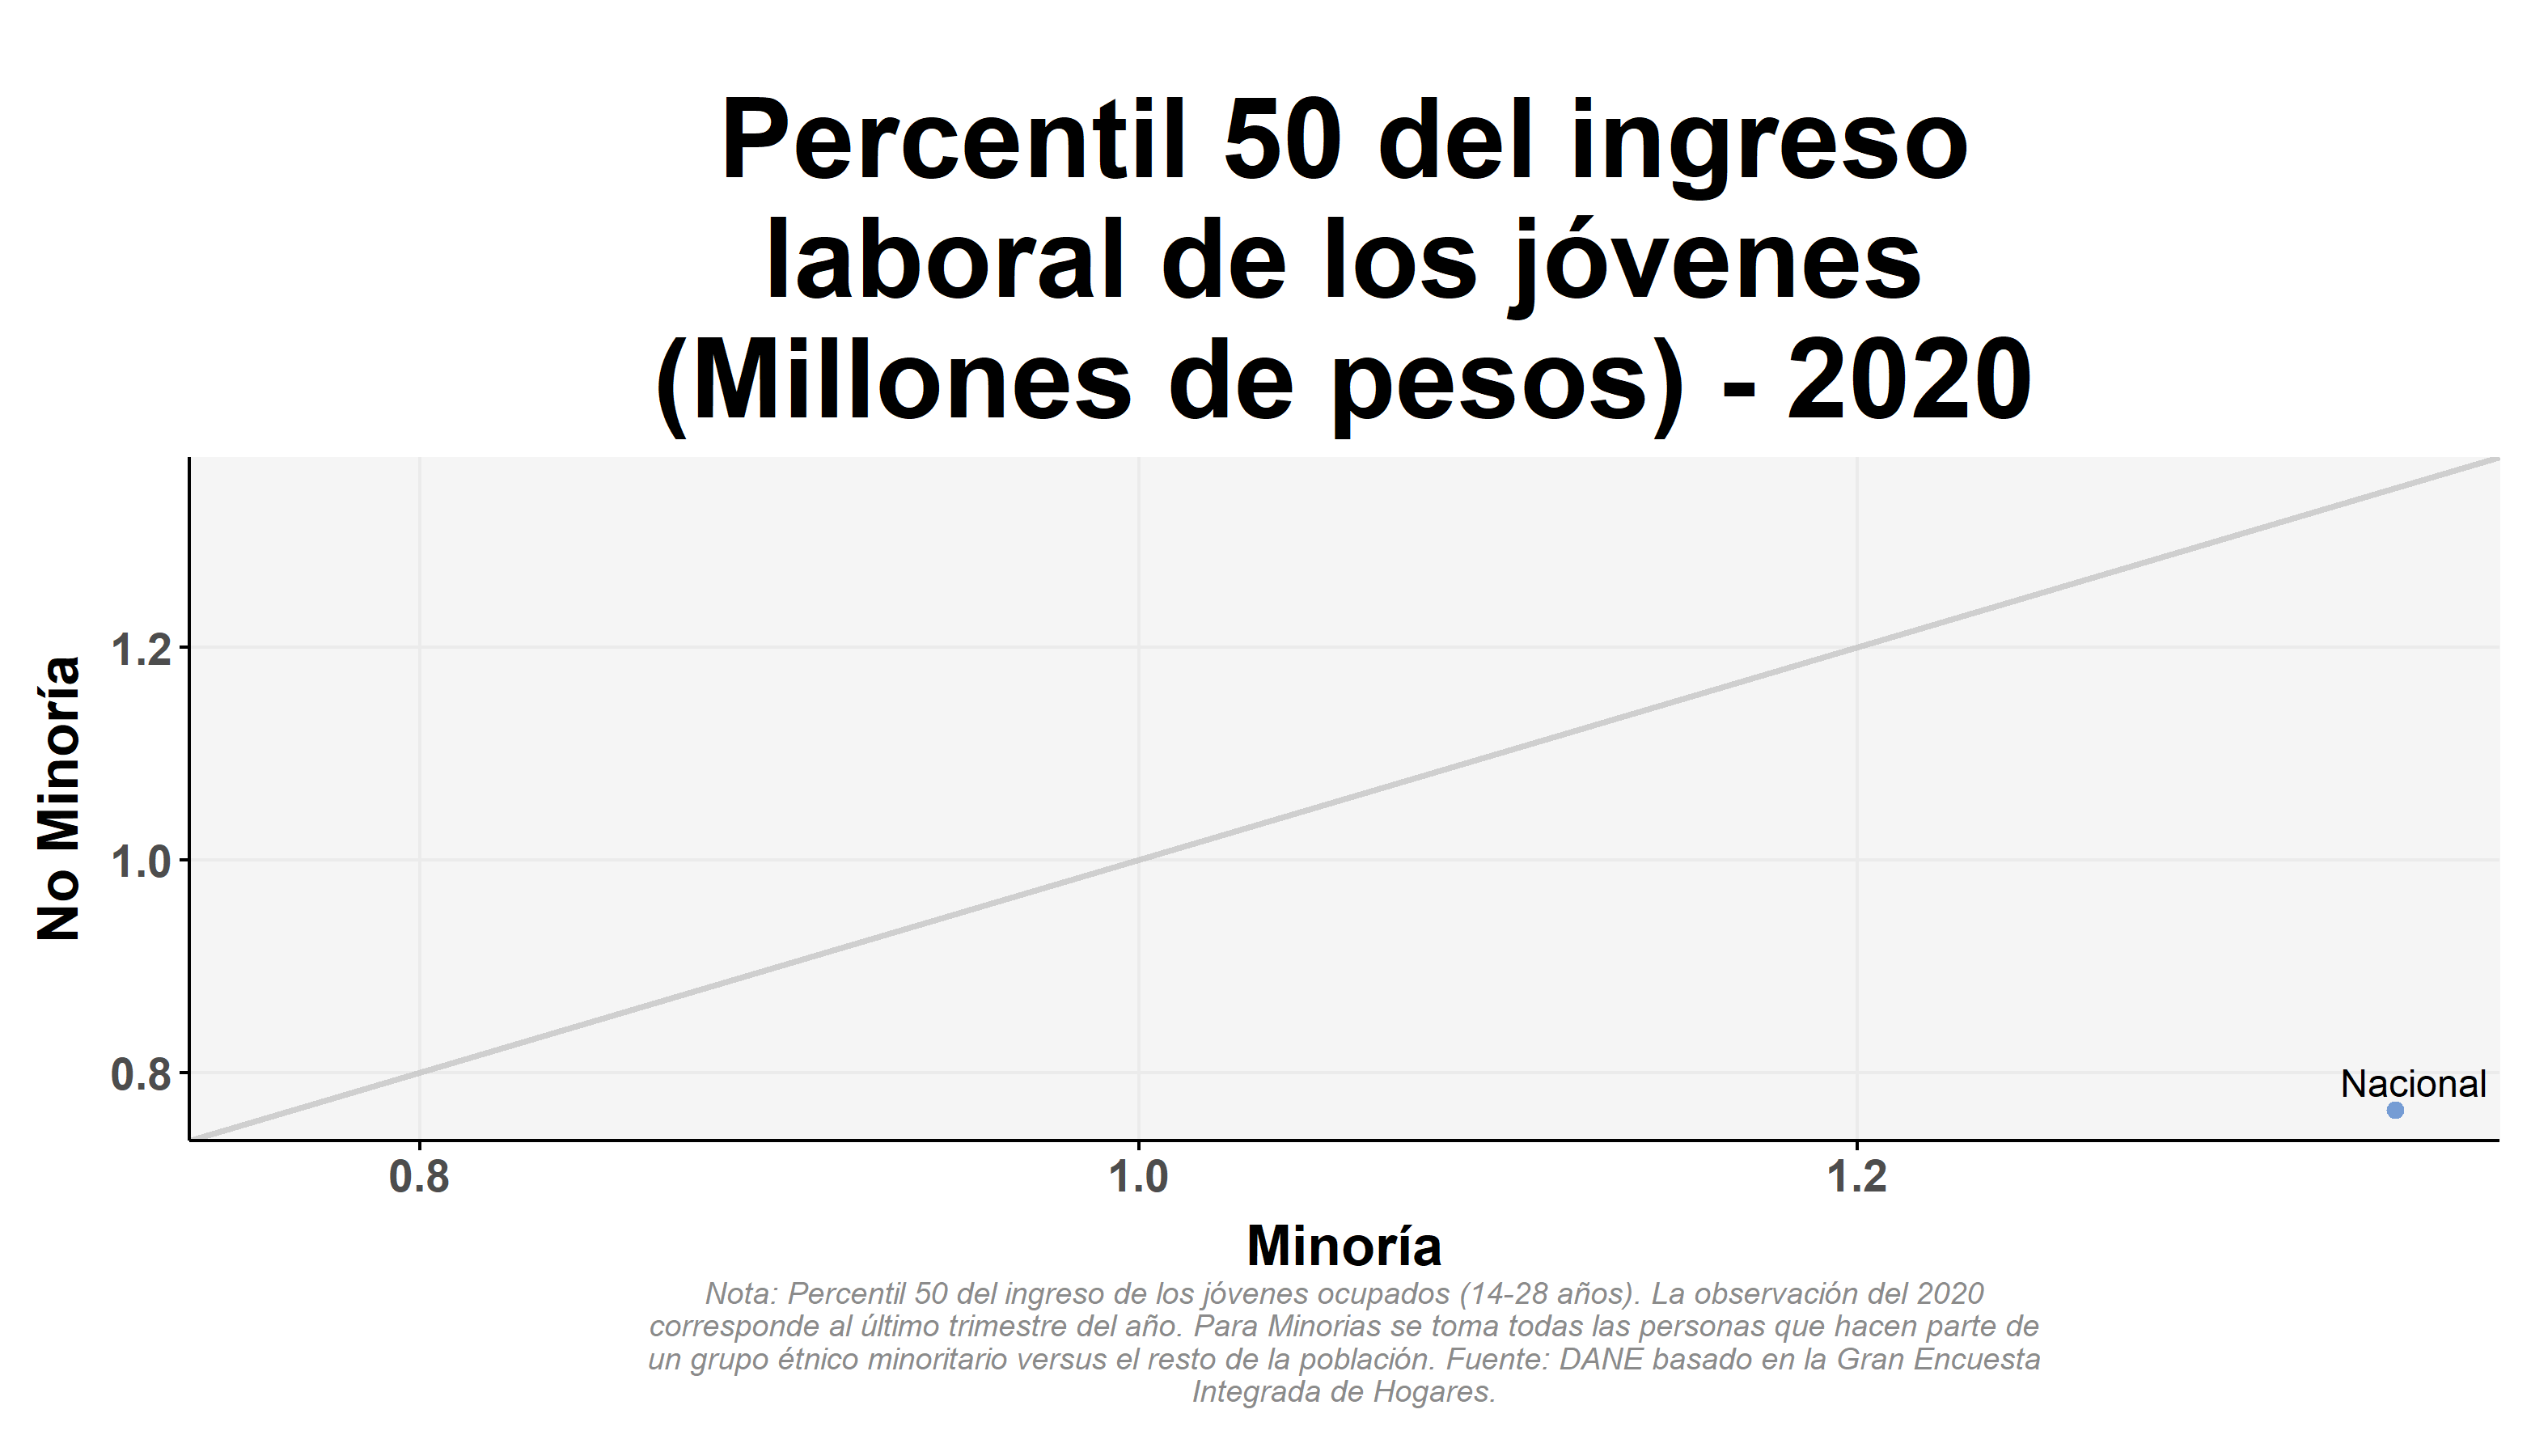 Percentil 50 del ingreso
laboral de los jóvenes
(Millones de pesos) - 2020
No Minoría
1.2
1.0
0.8
Nacional
0.8
1.0
1.2
Minoría
Nota: Percentil 50 del ingreso de los jóvenes ocupados (14-28 años). La observación del 2020
corresponde al último trimestre del año. Para Minorias se toma todas las personas que hacen parte de
un grupo étnico minoritario versus el resto de la población. Fuente: DANE basado en la Gran Encuesta
Integrada de Hogares.